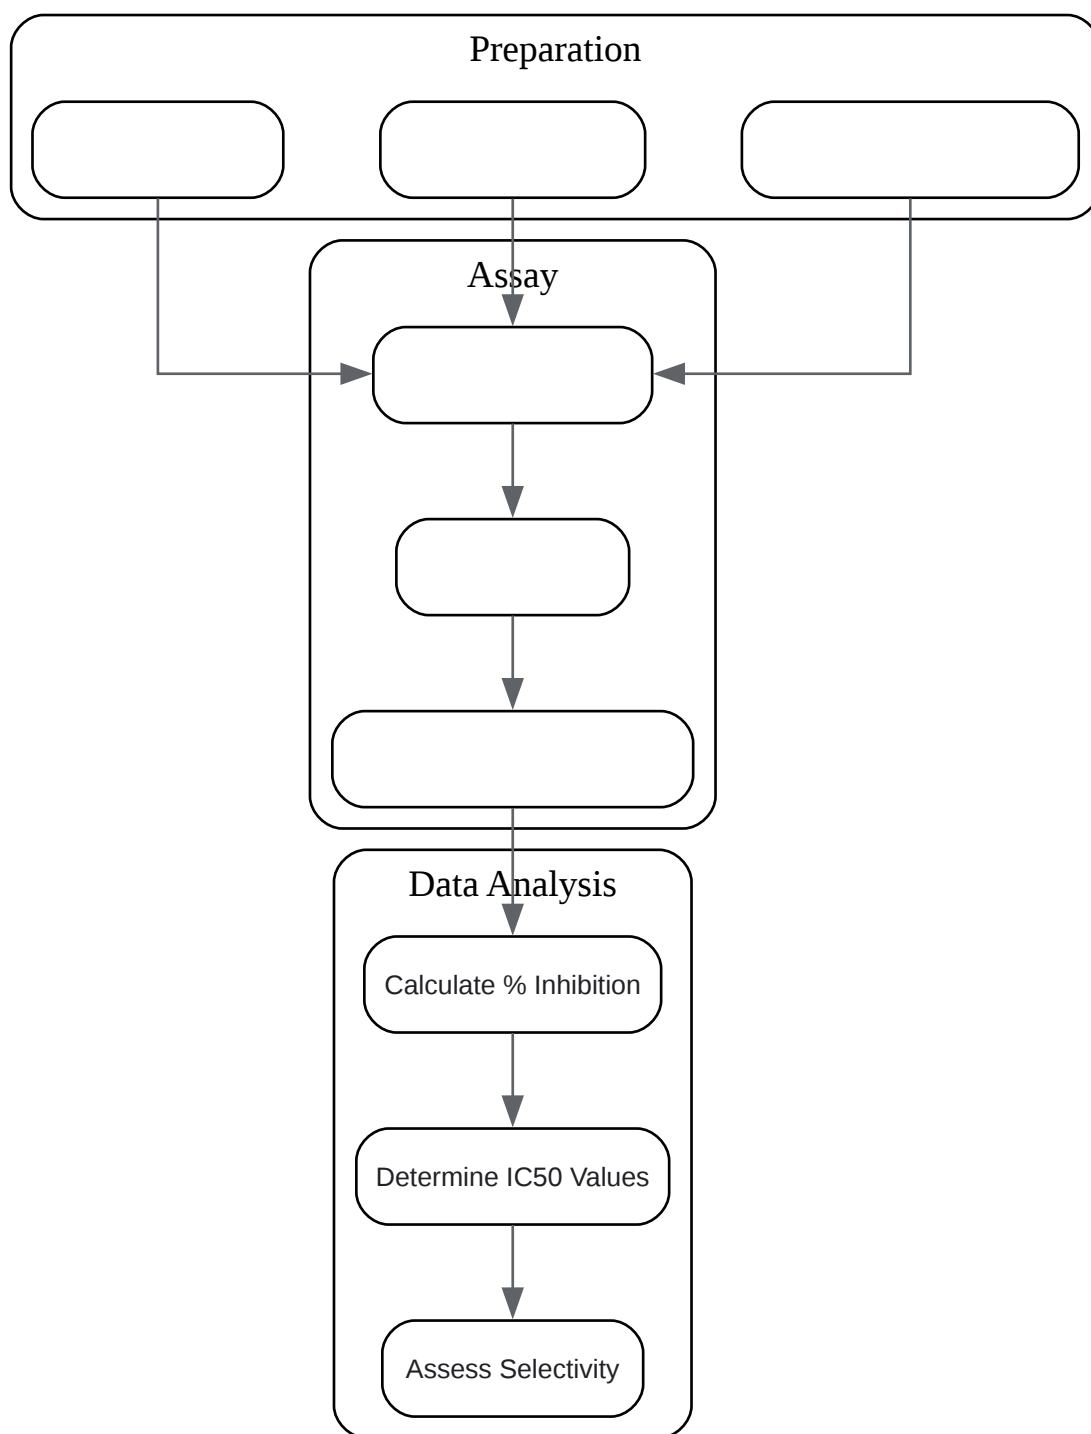 Preparation
Assay
Data Analysis
Calculate % Inhibition
Determine IC50 Values
Assess Selectivity